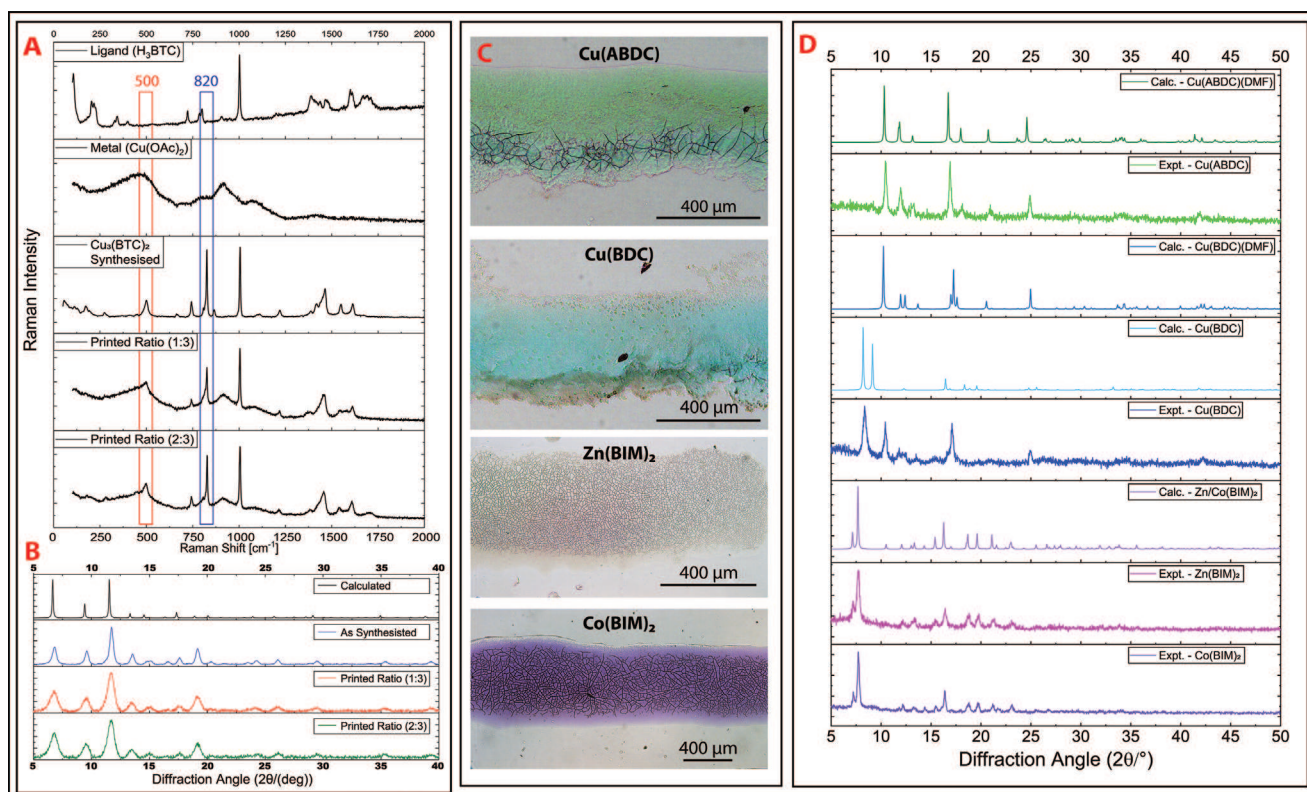 A
0 250 500 750 1000 1250 1500 1750 2000
Ligand (H₃BTC)
500
820
Metal (Cu(OAc)₂)
Cu₃(BTC)₂
Synthesised
Printed Ratio (1:3)
Printed Ratio (2:3)
Raman Intensity
0 250 500 750 1000 1250 1500 1750 2000
Raman Shift [cm⁻¹]
B
5 10 15 20 25 30 35 40
Calculated
As Synthesisted
Printed Ratio (1:3)
Printed Ratio (2:3)
5 10 15 20 25 30 35 40
Diffraction Angle (2θ/(deg))
C
Cu(ABDC)
400 μm
Cu(BDC)
400 μm
Zn(BIM)₂
400 μm
Co(BIM)₂
400 μm
D
5 10 15 20 25 30 35 40 45 50
Calc. - Cu(ABDC)(DMF)
Expt. - Cu(ABDC)
Calc. - Cu(BDC)(DMF)
Calc. - Cu(BDC)
Expt. - Cu(BDC)
Calc. - Zn/Co(BIM)₂
Expt. - Zn(BIM)₂
Expt. - Co(BIM)₂
5 10 15 20 25 30 35 40 45 50
Diffraction Angle (2θ/°)